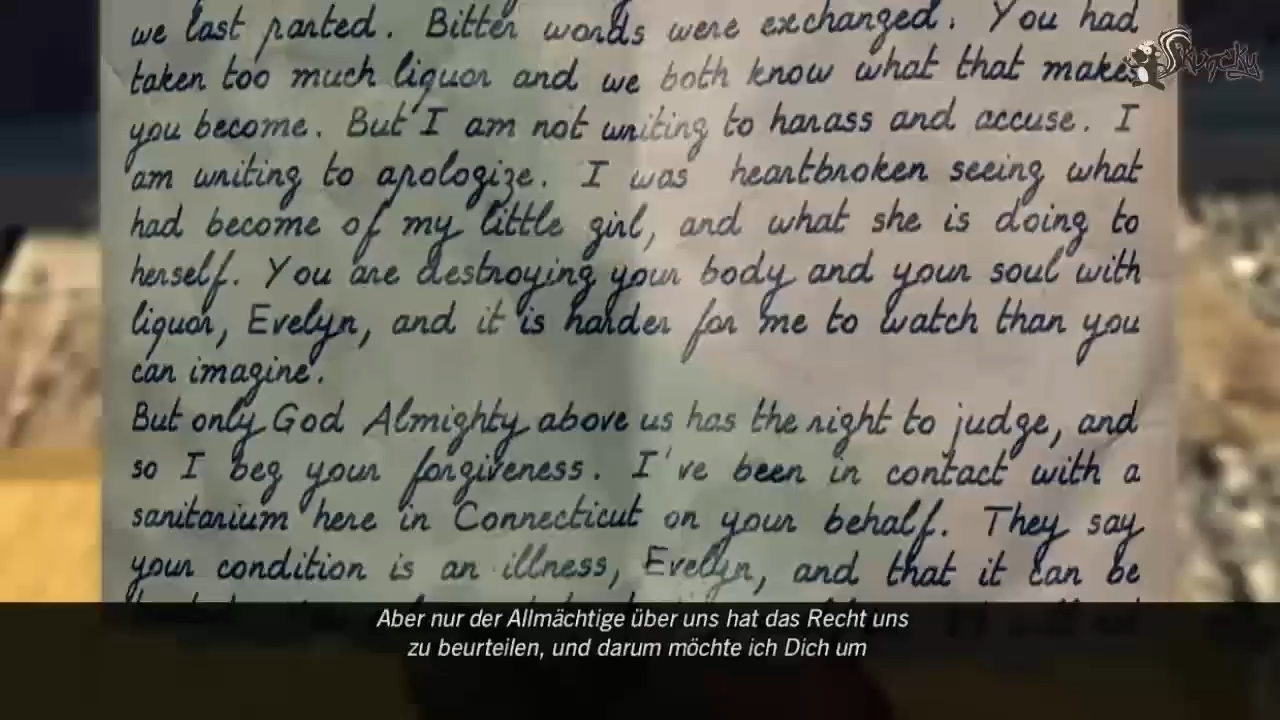 we last parted. Bitter words were exchanged. You had
taken too much liquor and we both know what that makes
you become. But I am not writing to harass and accuse. I
am writing to apologize. I was heartbroken seeing what
had become of my little girl, and what she is doing to
herself. You are destroying your body and your soul with
liquor, Evelyn, and it is harder for me to watch than you
can imagine.
But only God Almighty above us has the right to judge, and
so I beg your forgiveness. I've been in contact with a
sanitarium here in Connecticut on your behalf. They say
your condition is an illness, Evelyn, and that it can be
Aber nur der Allmächtige über uns hat das Recht uns
zu beurteilen, und darum möchte ich Dich um